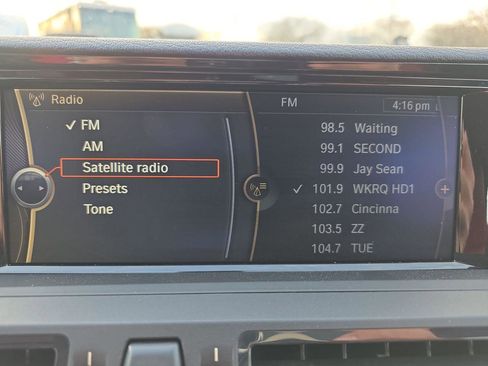 Radio
FM
4:16 pm
✓ FM
AM
Satellite radio
Presets
Tone
98.5 Waiting
99.1 SECOND
99.9 Jay Sean
✓ 101.9 WKRQ HD1
102.7 Cincinna
103.5 ZZ
104.7 TUE